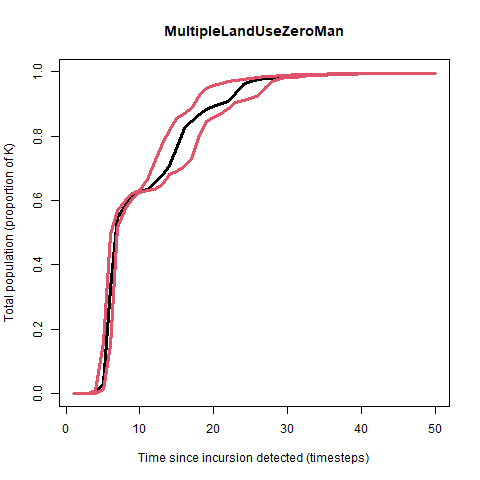 MultipleLandUseZeroMan
Total population (proportion of K)
1.0
0.8
0.6
0.4
0.2
0.0
0 10 20 30 40 50
Time since incursion detected (timesteps)